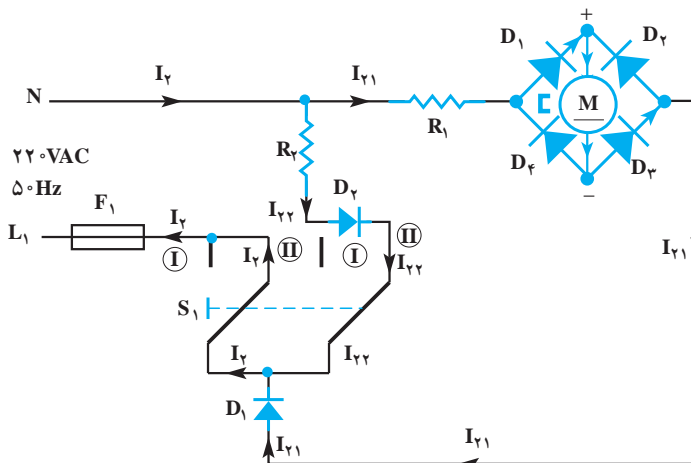 +
D۱ D۲
I۲ I۲۱
N
M
R۱
R۲
۲۲۰VAC
۵۰Hz
D۴ D۳
−
D۲
F۱
I۲ I۲۲
L۱
I I۲ II I II
I۲۲ I۲۱
S۱
I۲ I۲۲
D۱
I۲۱ I۲۱